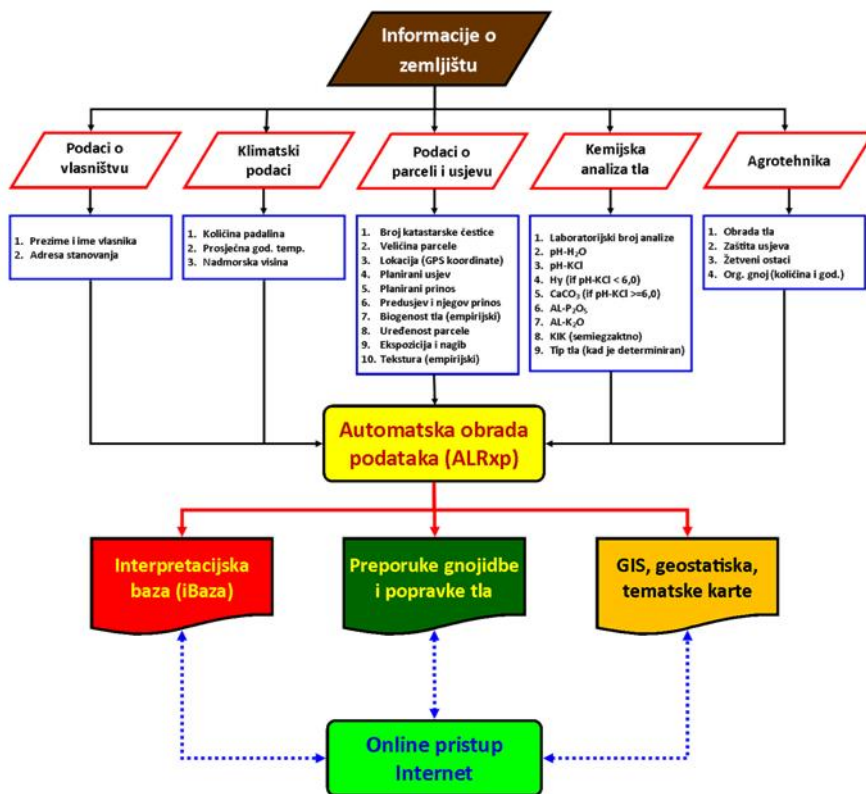 Informacije o
zemljištu
Podaci o
vlasništvu
Klimatski
podaci
Podaci o
parceli i usjevu
Kemijska
analiza tla
Agrotehnika
1. Prezime i ime vlasnika
2. Adresa stanovanja
1. Količina padalina
2. Prosječna god. temp.
3. Nadmorska visina
1. Broj katastarske čestice
2. Veličina parcele
3. Lokacija (GPS koordinate)
4. Planirani usjev
5. Planirani prinos
6. Predusjev i njegov prinos
7. Biogenost tla (empirijski)
8. Uređenost parcele
9. Ekspozicija i nagib
10. Tekstura (empirijski)
1. Laboratorijski broj analize
2. pH-H₂O
3. pH-KCl
4. Hy (if pH-KCl < 6,0)
5. CaCO₃ (if pH-KCl >=6,0)
6. AL-P₂O₅
7. AL-K₂O
8. KIK (semiegzaktno)
9. Tip tla (kad je determiniran)
1. Obrada tla
2. Zaštita usjeva
3. Žetveni ostaci
4. Org. gnoj (količina i god.)
Automatska obrada
podataka (ALRxp)
Interpretacijska
baza (iBaza)
Preporuke gnojidbe
i popravke tla
GIS, geostatiska,
tematske karte
Online pristup
Internet